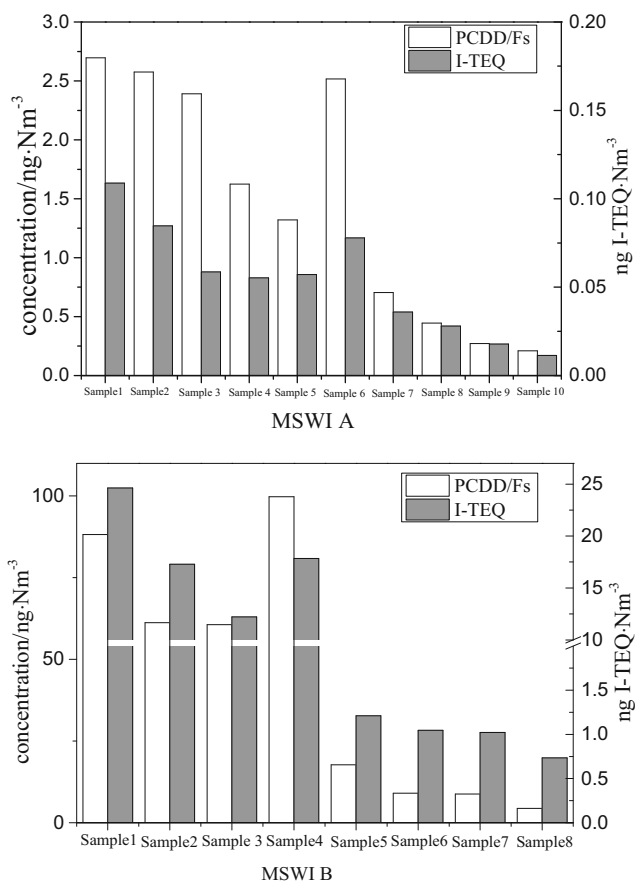 3.0
2.5
2.0
1.5
1.0
0.5
0.0
concentration/ng·Nm⁻³
PCDD/Fs
I-TEQ
0.20
0.15
0.10
0.05
0.00
ng I-TEQ·Nm⁻³
Sample1 Sample2 Sample 3 Sample 4 Sample 5 Sample 6 Sample 7 Sample 8 Sample 9 Sample 10
MSWI A
100
50
0
concentration/ng·Nm⁻³
PCDD/Fs
I-TEQ
25
20
15
10
1.5
1.0
0.5
0.0
ng I-TEQ·Nm⁻³
Sample1 Sample2 Sample 3 Sample4 Sample5 Sample6 Sample7 Sample8
MSWI B